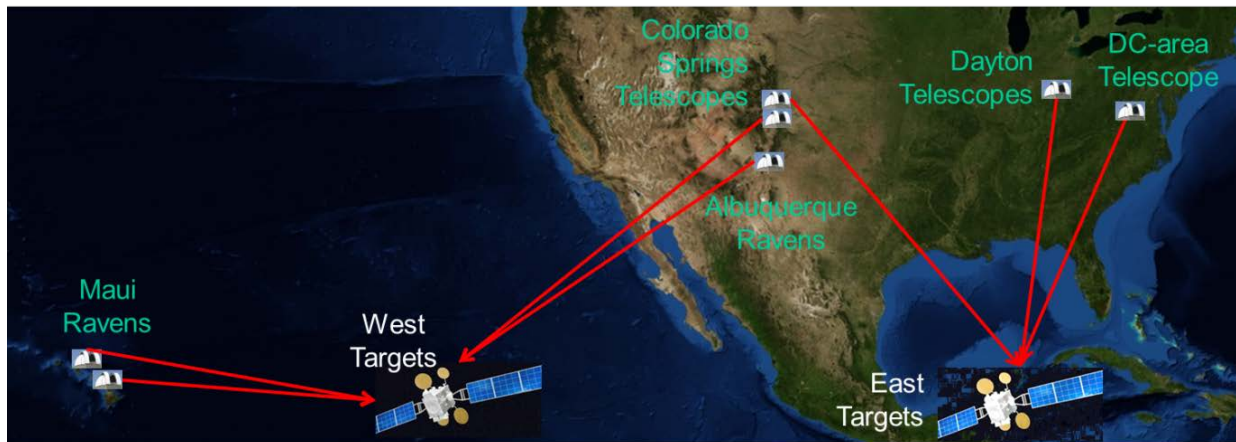 Colorado
Springs
Telescopes
Dayton
Telescopes
DC-area
Telescope
Albuquerque
Ravens
Maui
Ravens
West
Targets
East
Targets